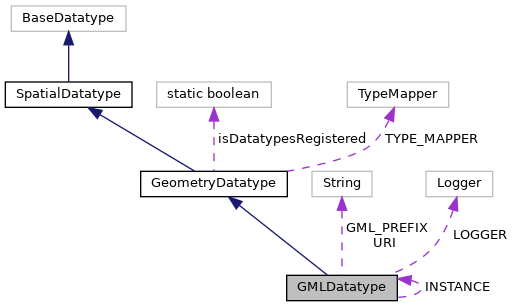 BaseDatatype
SpatialDatatype
static boolean
TypeMapper
isDatatypesRegistered
TYPE_MAPPER
GeometryDatatype
String
Logger
GML_PREFIX
URI
LOGGER
GMLDatatype
INSTANCE